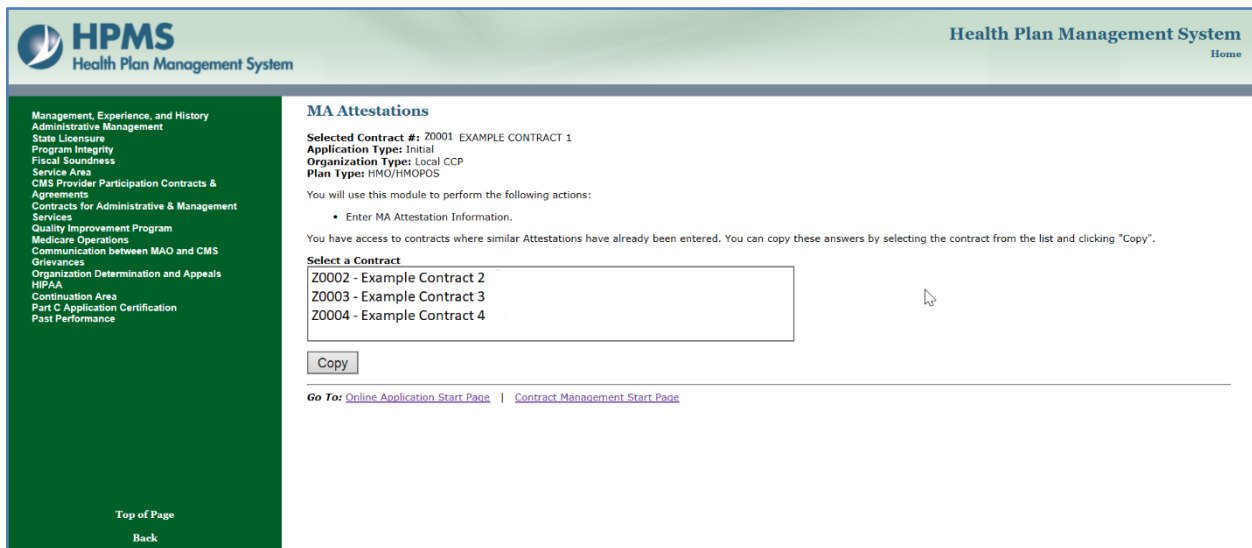 HPMS
Health Plan Management System
Health Plan Management System
Home
Management, Experience, and History
Administrative Management
State Licensure
Program Integrity
Fiscal Soundness
Service Area
CMS Provider Participation Contracts &
Agreements
Contracts for Administrative & Management
Services
Quality Improvement Program
Medicare Operations
Communication between MAO and CMS
Grievances
Organization Determination and Appeals
HIPAA
Continuation Area
Part C Application Certification
Past Performance
Top of Page
Back
MA Attestations
Selected Contract #: Z0001 EXAMPLE CONTRACT 1
Application Type: Initial
Organization Type: Local CCP
Plan Type: HMO/HMOPOS
You will use this module to perform the following actions:
• Enter MA Attestation Information.
You have access to contracts where similar Attestations have already been entered. You can copy these answers by selecting the contract from the list and clicking "Copy".
Select a Contract
Z0002 - Example Contract 2
Z0003 - Example Contract 3
Z0004 - Example Contract 4
Copy
Go To: Online Application Start Page | Contract Management Start Page